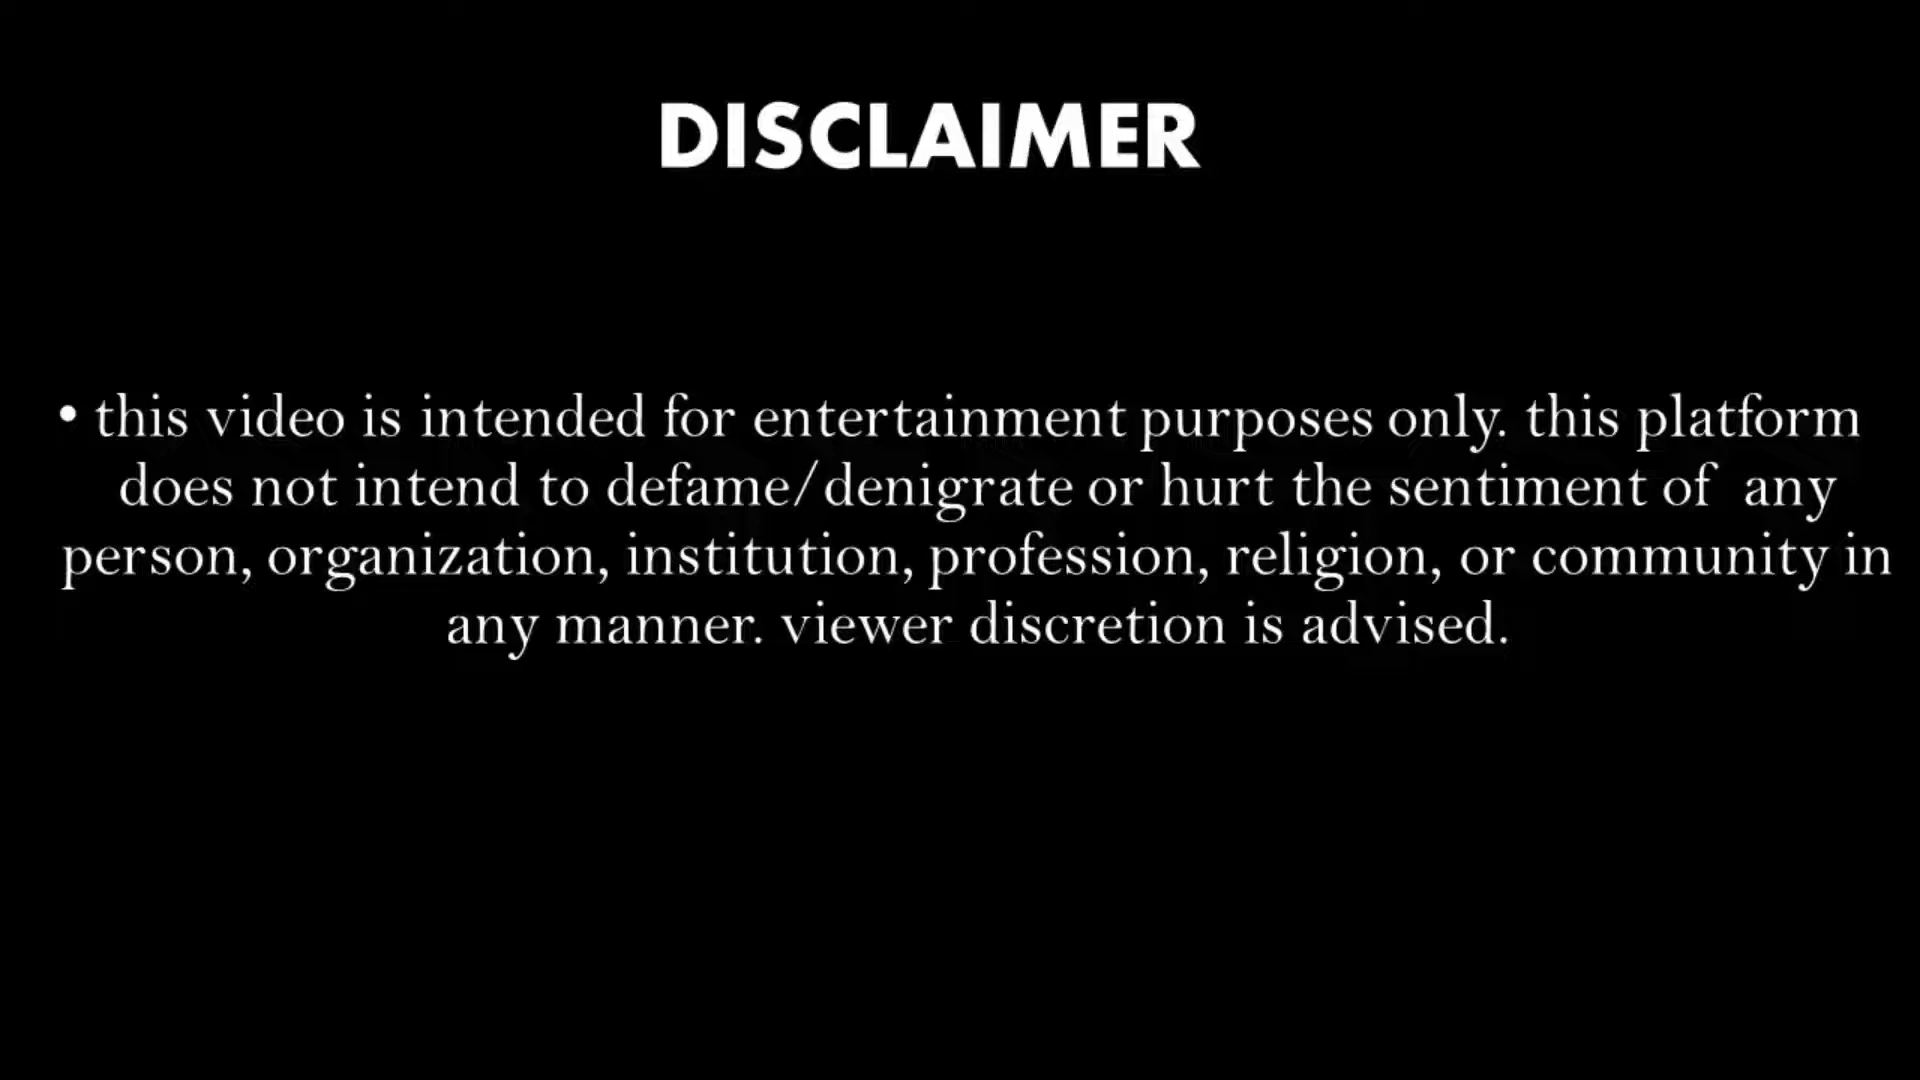 DISCLAIMER
• this video is intended for entertainment purposes only. this platform
does not intend to defame/denigrate or hurt the sentiment of any
person, organization, institution, profession, religion, or community in
any manner. viewer discretion is advised.